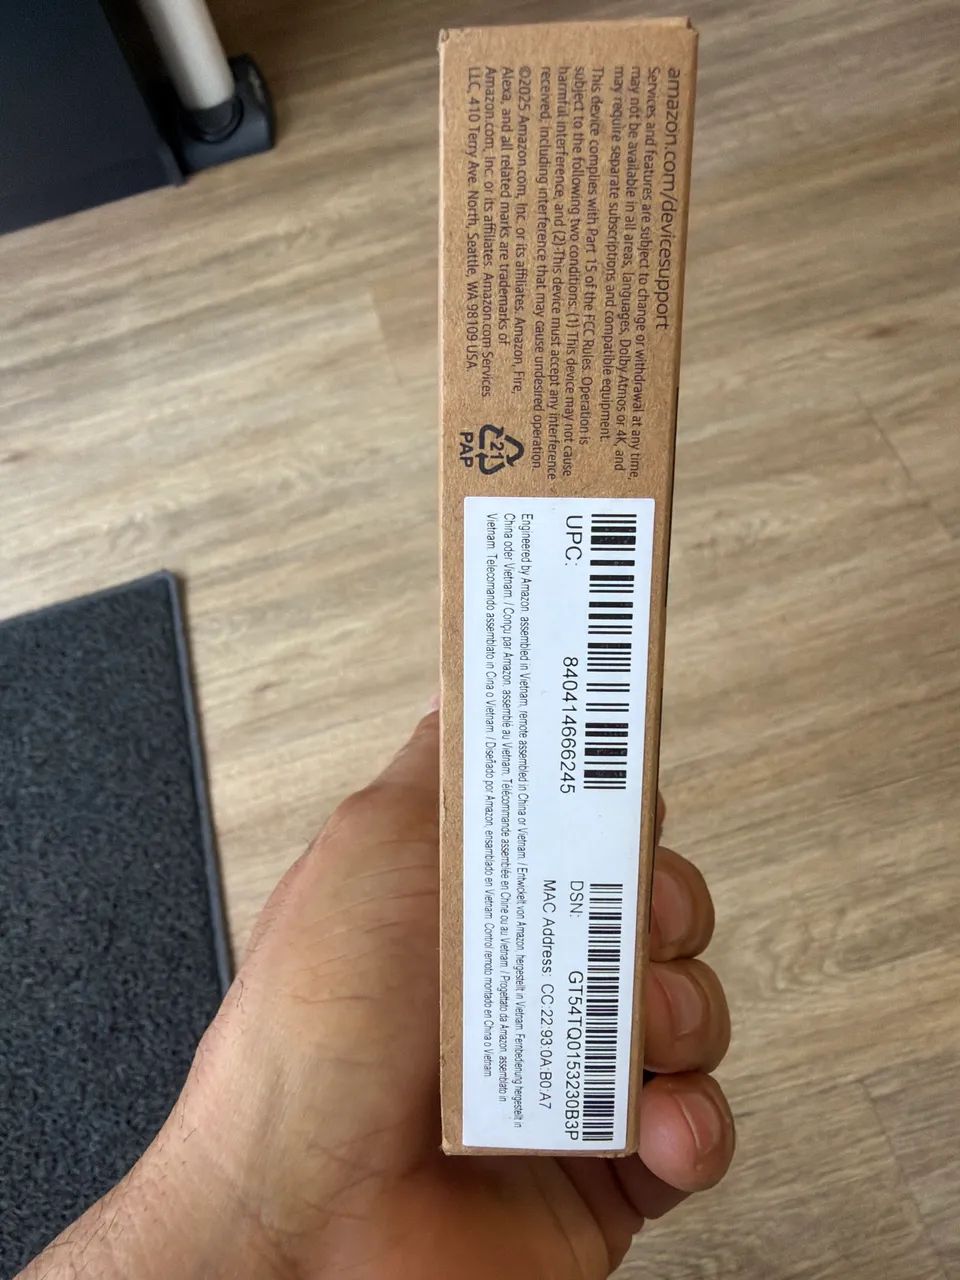 amazon.com/devicesupport
Services and features are subject to change or withdrawal at any time,
may not be available in all areas, languages, Dolby Atmos or 4K, and
may require separate subscriptions and compatible equipment.
This device complies with Part 15 of the FCC Rules. Operation is
subject to the following two conditions: (1) This device may not cause
harmful interference, and (2) This device must accept any interference
received, including interference that may cause undesired operation.
©2025 Amazon.com, Inc. or its affiliates. Amazon, Fire,
Alexa, and all related marks are trademarks of
Amazon.com, Inc. or its affiliates. Amazon.com Services
LLC, 410 Terry Ave. North, Seattle, WA 98109 USA.
21
PAP
UPC: 840414666245
DSN: GT54TQ0153230B3P
MAC Address: CC:22:93:0A:B0:A7
Engineered by Amazon, assembled in Vietnam, remote assembled in China or Vietnam. / Entwickelt von Amazon, hergestellt in Vietnam. Fernbedienung hergestellt in
China oder Vietnam. / Conçu par Amazon, assemblé au Vietnam. Télécommande assemblée en Chine ou au Vietnam. / Progettato da Amazon, assemblato in
Vietnam. Telecomando assemblato in Cina o Vietnam. / Diseñado por Amazon, ensamblado en Vietnam. Control remoto montado en China o Vietnam.